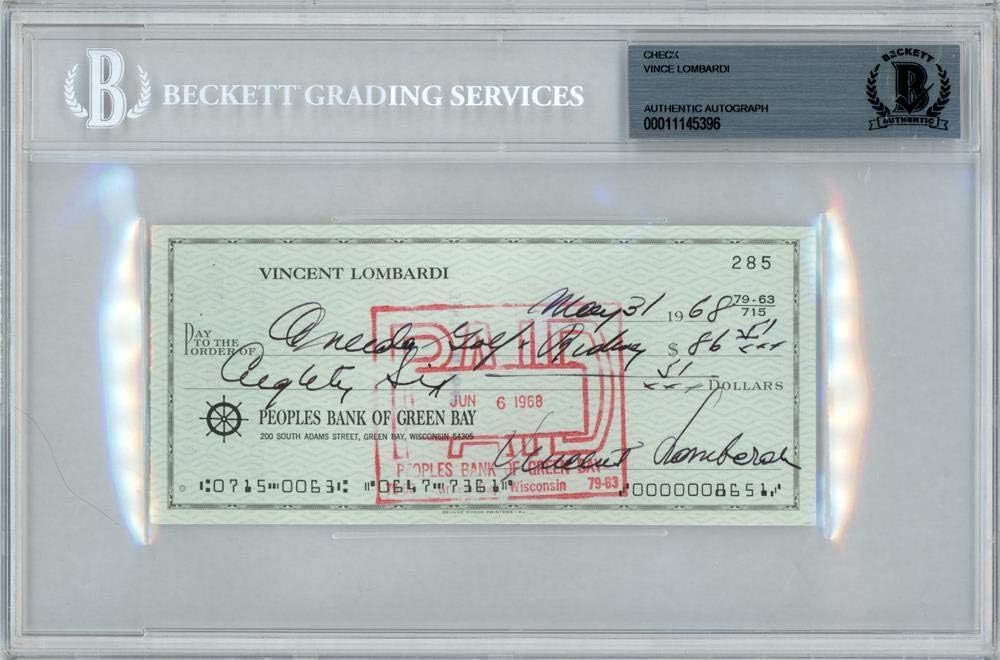 BECKETT GRADING SERVICES
B
CHECK
VINCE LOMBARDI
AUTHENTIC AUTOGRAPH
00011145396
BECKETT
B
AUTHENTIC
285
VINCENT LOMBARDI
May 31 1968 79-63
715
PAY TO THE ORDER OF Oneida Golf & Riding $ 86 51
Eighty Six 51 DOLLARS
PAID
JUN 6 1968
PEOPLES BANK OF GREEN BAY
200 SOUTH ADAMS STREET, GREEN BAY, WISCONSIN 54305
Vincent Lombardi
PEOPLES BANK OF GREEN BAY
Wisconsin 79-63
0715 0063 0647 7361 0000008651
DELUXE CHECK PRINTERS